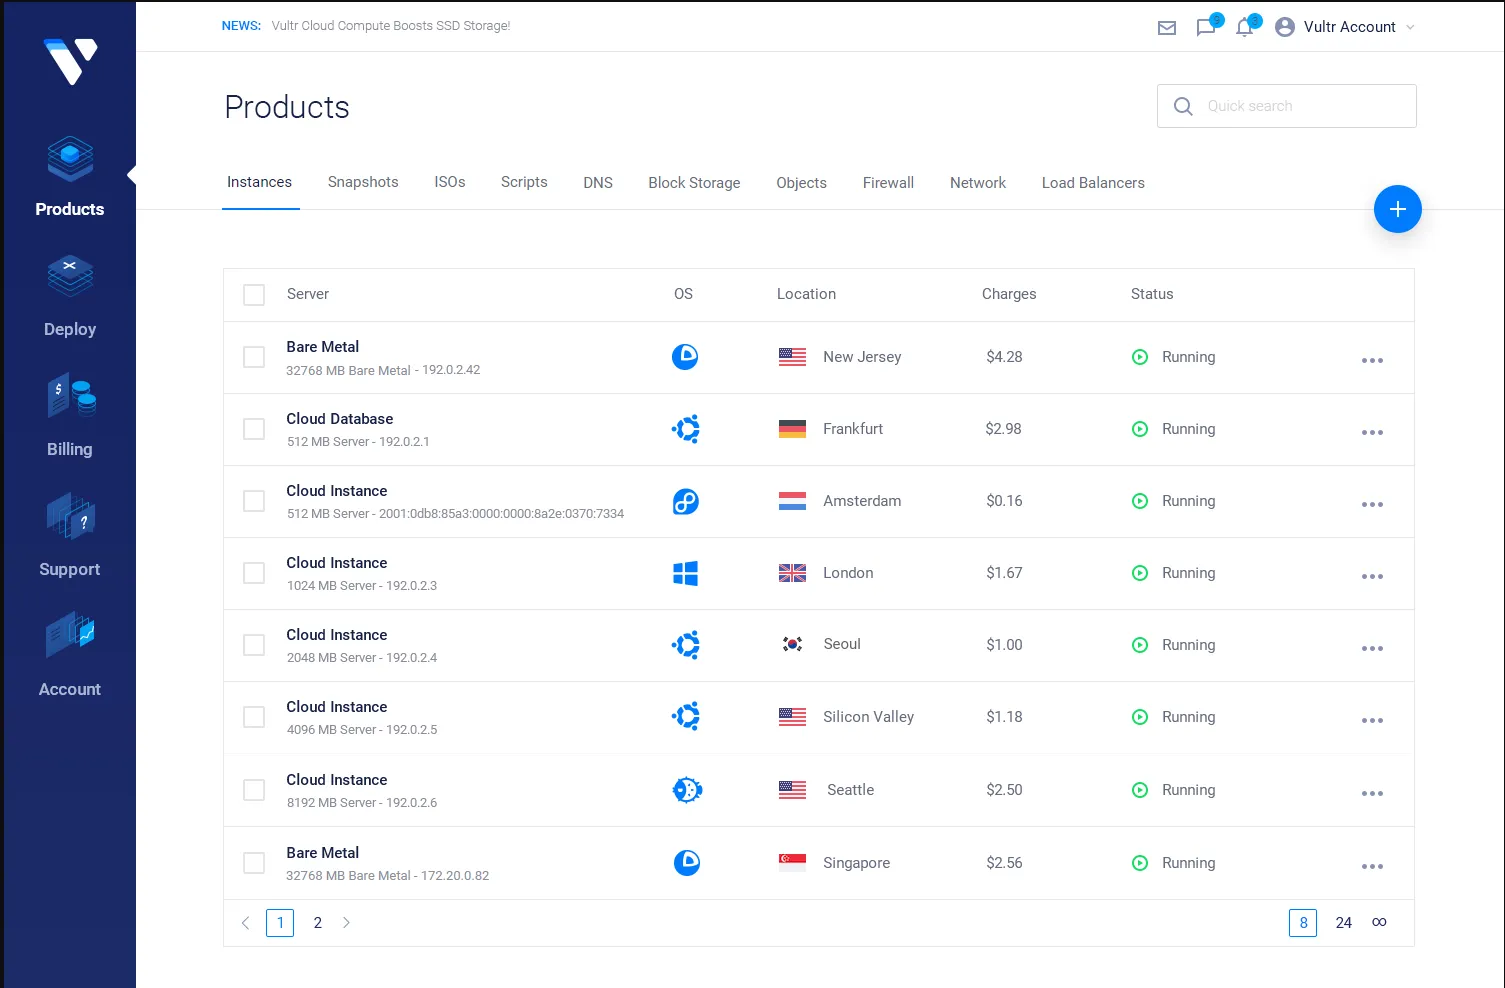 NEWS: Vultr Cloud Compute Boosts SSD Storage!
9
3
Vultr Account
Products
Quick search
Instances Snapshots ISOs Scripts DNS Block Storage Objects Firewall Network Load Balancers
+
Products
Deploy
$
Billing
?
Support
Account
Server OS Location Charges Status
Bare Metal
32768 MB Bare Metal - 192.0.2.42
New Jersey $4.28 Running
Cloud Database
512 MB Server - 192.0.2.1
Frankfurt $2.98 Running
Cloud Instance
512 MB Server - 2001:0db8:85a3:0000:0000:8a2e:0370:7334
Amsterdam $0.16 Running
Cloud Instance
1024 MB Server - 192.0.2.3
London $1.67 Running
Cloud Instance
2048 MB Server - 192.0.2.4
Seoul $1.00 Running
Cloud Instance
4096 MB Server - 192.0.2.5
Silicon Valley $1.18 Running
Cloud Instance
8192 MB Server - 192.0.2.6
Seattle $2.50 Running
Bare Metal
32768 MB Bare Metal - 172.20.0.82
Singapore $2.56 Running
1 2 8 24 ∞